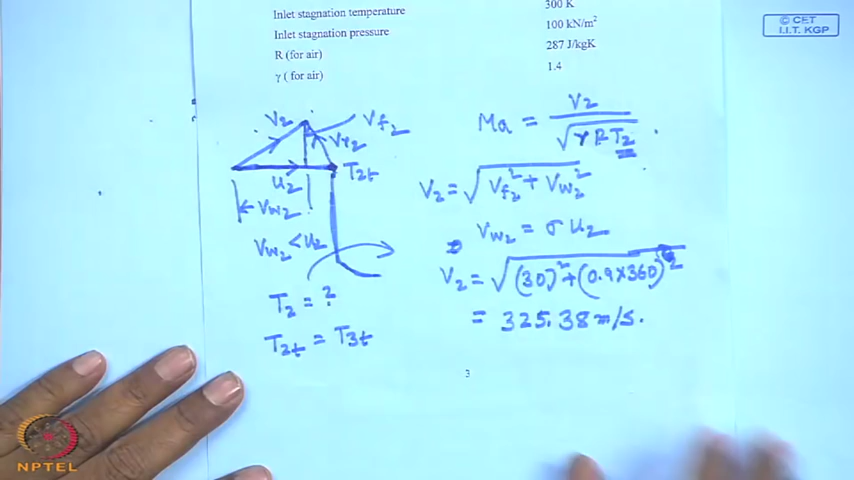 Inlet stagnation temperature 300 K
Inlet stagnation pressure 100 kN/m²
R (for air) 287 J/kgK
γ ( for air) 1.4
© CET
I.I.T. KGP
V₂
Vf₂
Vr₂
T₂t
u₂
Vw₂
Vw₂ < u₂
T₂ = ?
T₂t = T₃t
Ma = V₂ / √(γRT₂)
V₂ = √(Vf₂² + Vw₂²)
Vw₂ = σ u₂
V₂ = √((30)² + (0.9×360)²)
= 325.38 m/s.
3
NPTEL